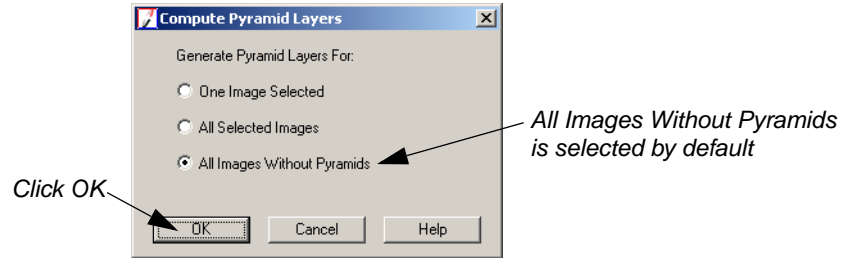 Compute Pyramid Layers
Generate Pyramid Layers For:
One Image Selected
All Selected Images
All Images Without Pyramids
All Images Without Pyramids
is selected by default
Click OK
OK Cancel Help